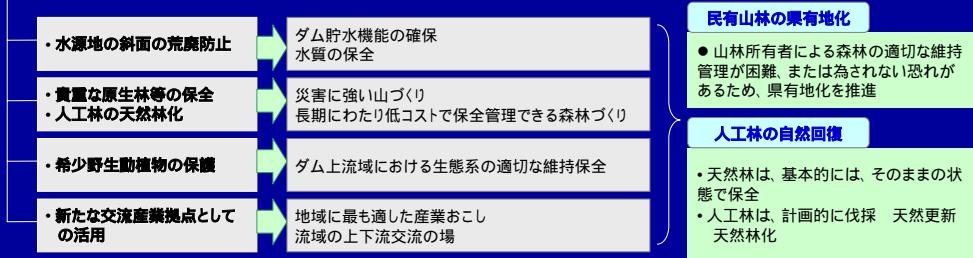 ・水源地の斜面の荒廃防止
ダム貯水機能の確保
水質の保全
・貴重な原生林等の保全
・人工林の天然林化
災害に強い山づくり
長期にわたり低コストで保全管理できる森林づくり
・希少野生動植物の保護
ダム上流域における生態系の適切な維持保全
・新たな交流産業拠点として
の活用
地域に最も適した産業おこし
流域の上下流交流の場
民有山林の県有地化
● 山林所有者による森林の適切な維持
管理が困難、または為されない恐れが
あるため、県有地化を推進
人工林の自然回復
・天然林は、基本的には、そのままの状
態で保全
・人工林は、計画的に伐採　天然更新
天然林化